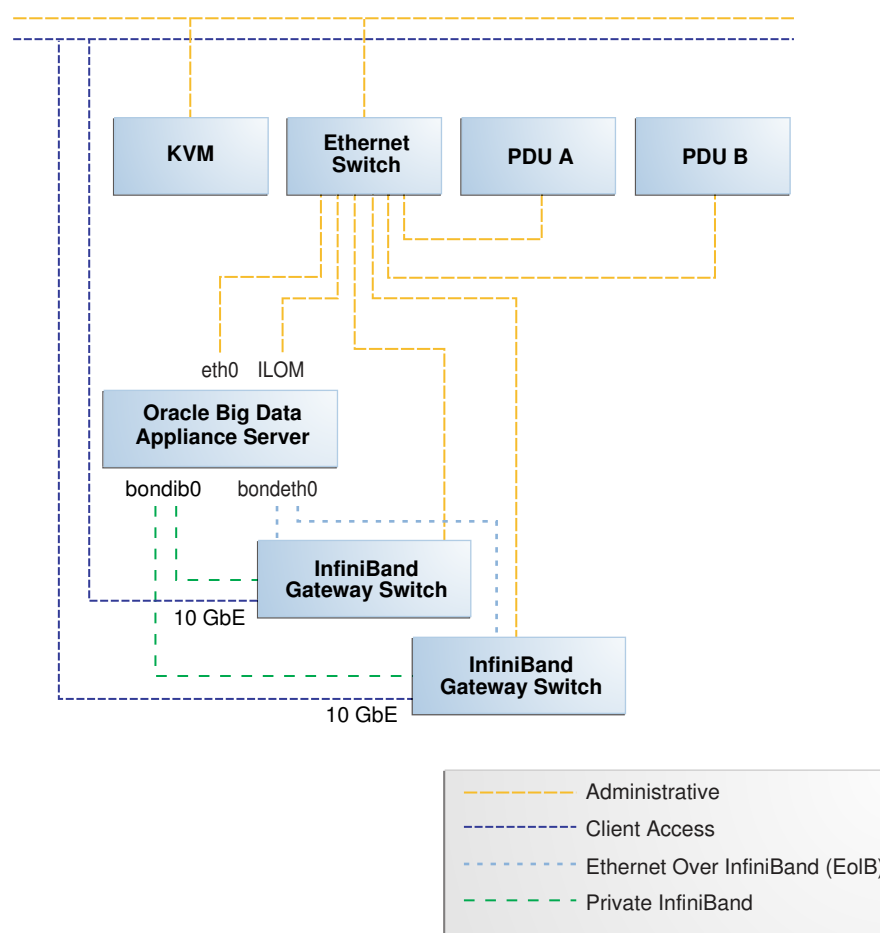 KVM
Ethernet
Switch
PDU A
PDU B
eth0
ILOM
Oracle Big Data
Appliance Server
bondib0
bondeth0
InfiniBand
Gateway Switch
10 GbE
InfiniBand
Gateway Switch
10 GbE
Administrative
Client Access
Ethernet Over InfiniBand (EoIB)
Private InfiniBand